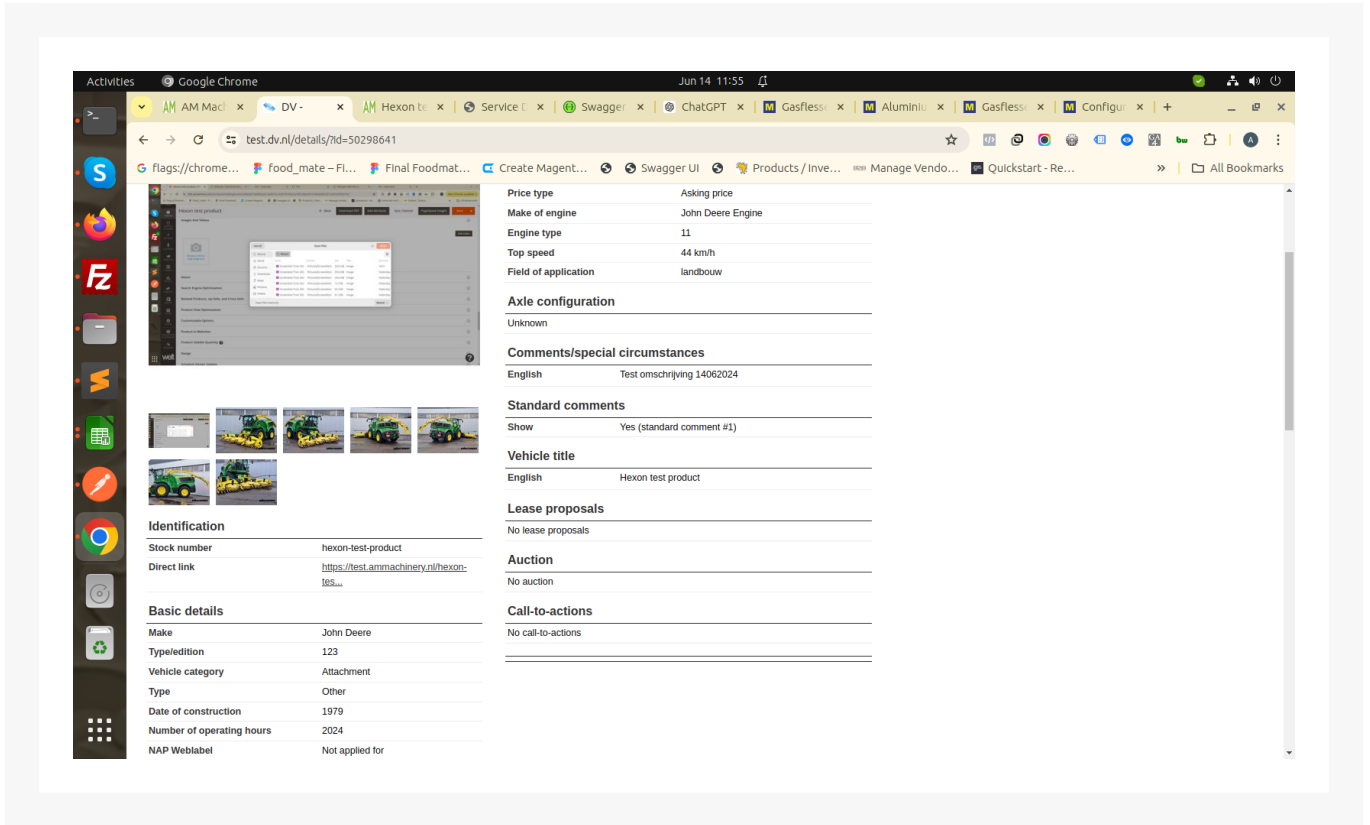 Activities
Google Chrome
Jun 14 11:55
AM Mach
DV -
Hexon te
Service D
Swagger
ChatGPT
Gasflesse
Aluminiu
Gasflesse
Configur
test.dv.nl/details/?id=50298641
flags://chrome...
food_mate – Fi...
FInal Foodmat...
Create Magent...
Swagger UI
Products / Inve...
Manage Vendo...
Quickstart - Re...
»
All Bookmarks
Hexon test product
Identification
Stock number hexon-test-product
Direct link https://test.ammachinery.nl/hexon-
tes...
Basic details
Make John Deere
Type/edition 123
Vehicle category Attachment
Type Other
Date of construction 1979
Number of operating hours 2024
NAP Weblabel Not applied for
Price type Asking price
Make of engine John Deere Engine
Engine type 11
Top speed 44 km/h
Field of application landbouw
Axle configuration
Unknown
Comments/special circumstances
English Test omschrijving 14062024
Standard comments
Show Yes (standard comment #1)
Vehicle title
English Hexon test product
Lease proposals
No lease proposals
Auction
No auction
Call-to-actions
No call-to-actions